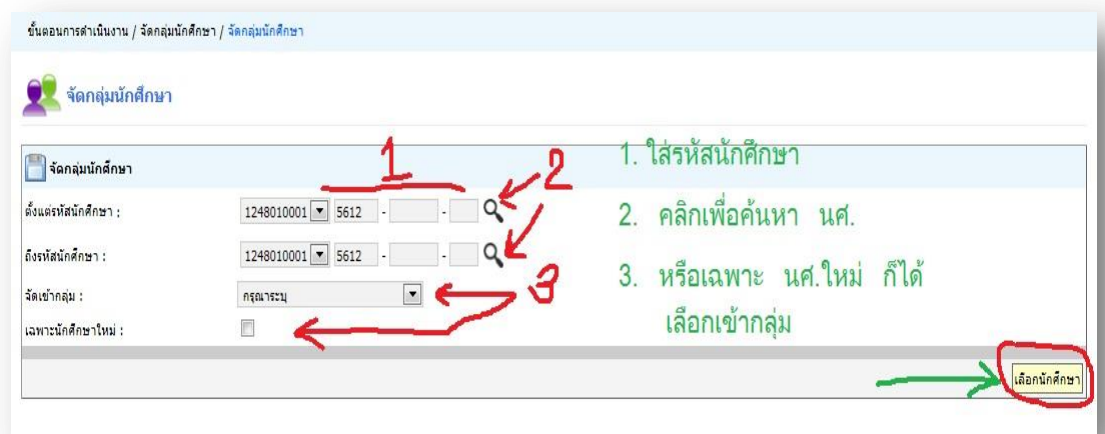 ขั้นตอนการดำเนินงาน / จัดกลุ่มนักศึกษา / จัดกลุ่มนักศึกษา
จัดกลุ่มนักศึกษา
จัดกลุ่มนักศึกษา
1
2
1. ใส่รหัสนักศึกษา
ตั้งแต่รหัสนักศึกษา : 1248010001 5612 - -
2. คลิกเพื่อค้นหา นศ.
ถึงรหัสนักศึกษา : 1248010001 5612 - -
3
3. หรือเฉพาะ นศ.ใหม่ ก็ได้
เลือกเข้ากลุ่ม
จัดเข้ากลุ่ม : กรุณาระบุ
เฉพาะนักศึกษาใหม่ :
เลือกนักศึกษา